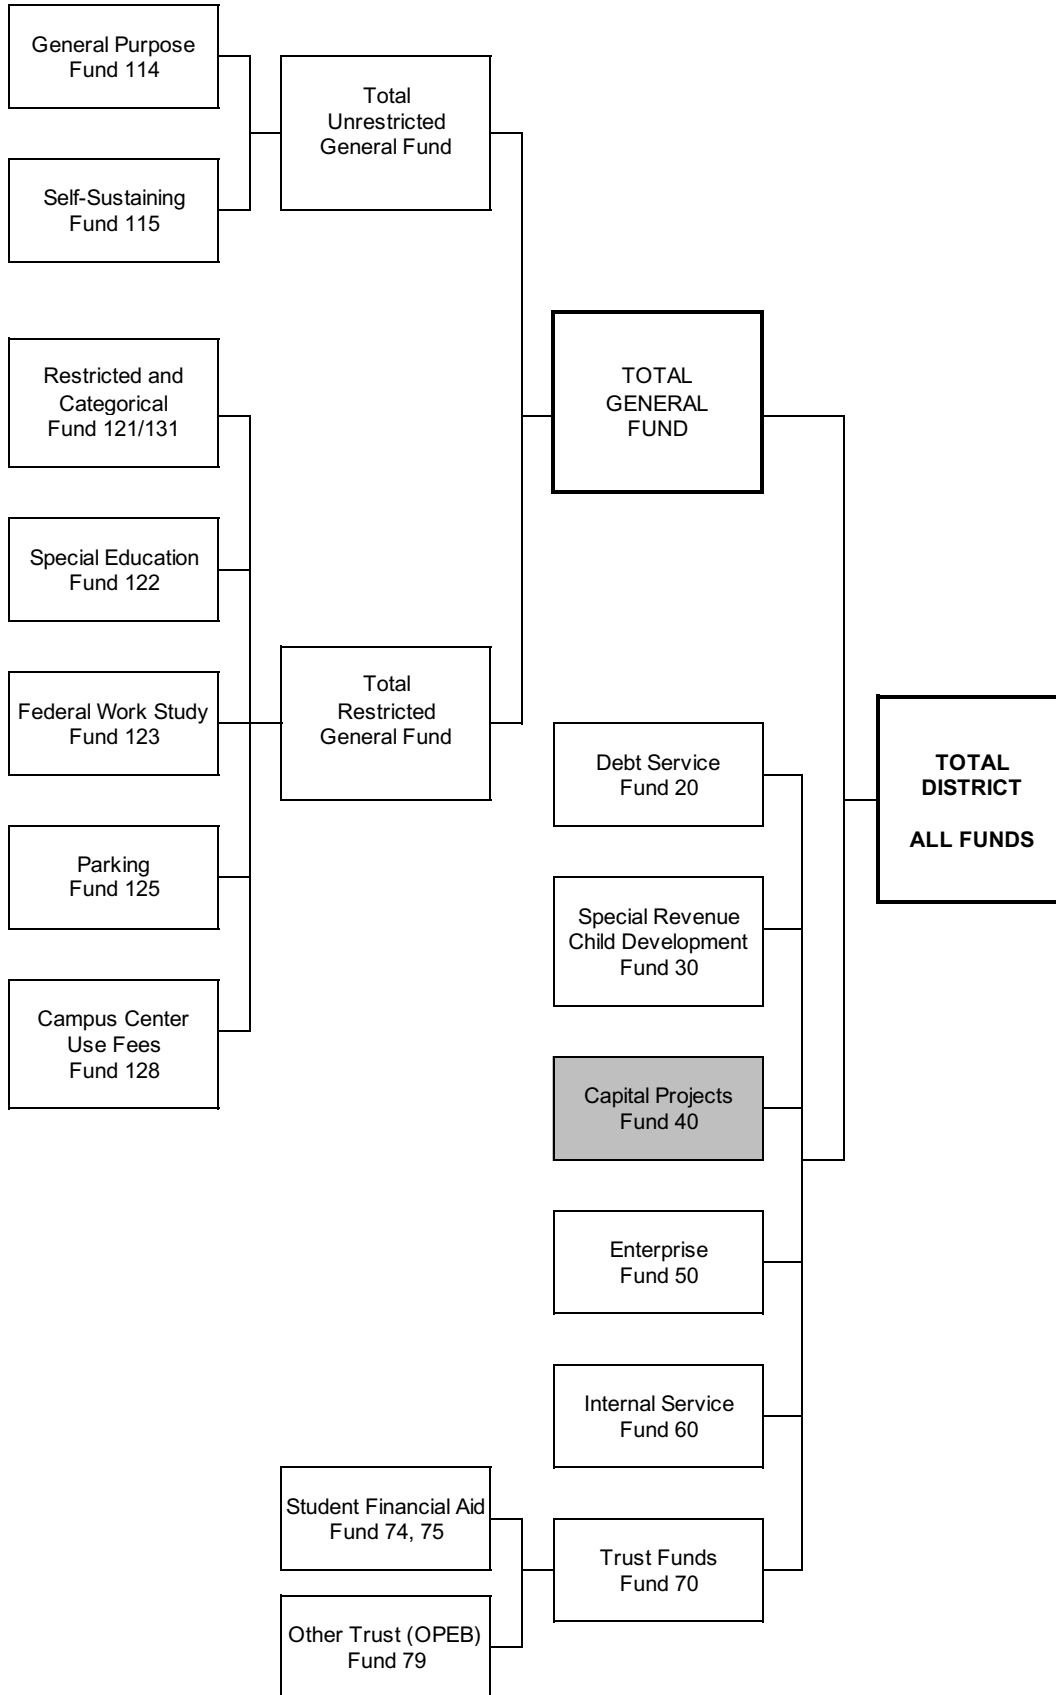 General Purpose
Fund 114
Total
Unrestricted
General Fund
Self-Sustaining
Fund 115
Restricted and
Categorical
Fund 121/131
TOTAL
GENERAL
FUND
Special Education
Fund 122
Federal Work Study
Fund 123
Total
Restricted
General Fund
Debt Service
Fund 20
TOTAL
DISTRICT
ALL FUNDS
Parking
Fund 125
Special Revenue
Child Development
Fund 30
Campus Center
Use Fees
Fund 128
Capital Projects
Fund 40
Enterprise
Fund 50
Internal Service
Fund 60
Student Financial Aid
Fund 74, 75
Trust Funds
Fund 70
Other Trust (OPEB)
Fund 79